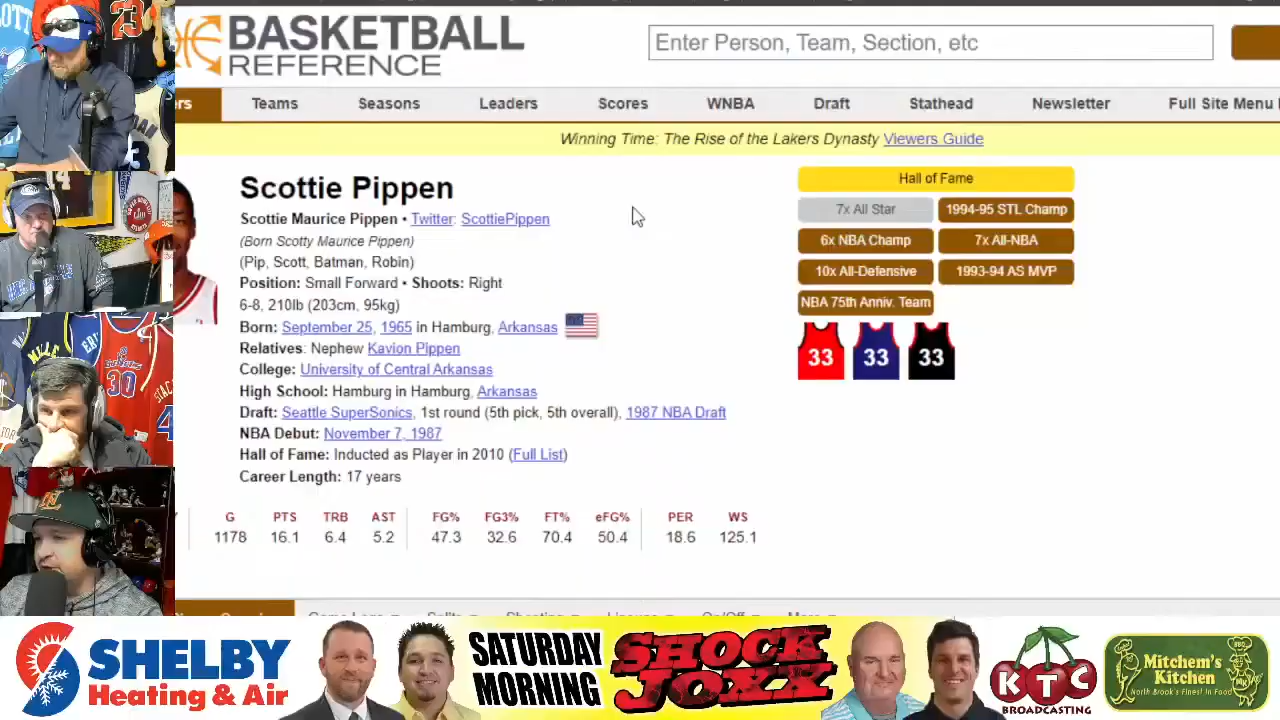 BASKETBALL
REFERENCE
Enter Person, Team, Section, etc
ers Teams Seasons Leaders Scores WNBA Draft Stathead Newsletter Full Site Menu
Winning Time: The Rise of the Lakers Dynasty Viewers Guide
Scottie Pippen
Scottie Maurice Pippen • Twitter: ScottiePippen
(Born Scotty Maurice Pippen)
(Pip, Scott, Batman, Robin)
Position: Small Forward • Shoots: Right
6-8, 210lb (203cm, 95kg)
Born: September 25, 1965 in Hamburg, Arkansas
Relatives: Nephew Kavion Pippen
College: University of Central Arkansas
High School: Hamburg in Hamburg, Arkansas
Draft: Seattle SuperSonics, 1st round (5th pick, 5th overall), 1987 NBA Draft
NBA Debut: November 7, 1987
Hall of Fame: Inducted as Player in 2010 (Full List)
Career Length: 17 years
Hall of Fame
7x All Star 1994-95 STL Champ
6x NBA Champ 7x All-NBA
10x All-Defensive 1993-94 AS MVP
NBA 75th Anniv. Team
33 33 33
G PTS TRB AST FG% FG3% FT% eFG% PER WS
1178 16.1 6.4 5.2 47.3 32.6 70.4 50.4 18.6 125.1
30
SHELBY
Heating & Air
SATURDAY
MORNING
SHOCK
JOXX
KTC
BROADCASTING
Mitchem's
Kitchen
North Brook's Finest In Food